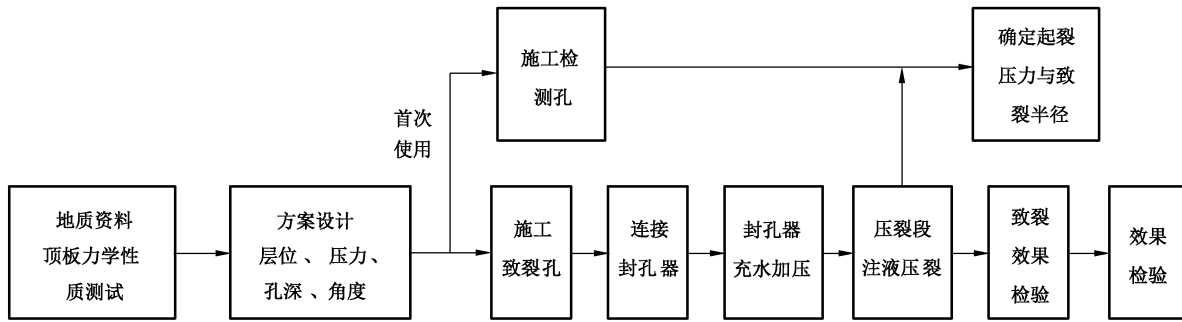 施工检
测孔
确定起裂
压力与致
裂半径
首次
使用
地质资料
顶板力学性
质测试
方案设计
层位、压力、
孔深、角度
施工
致裂孔
连接
封孔器
封孔器
充水加压
压裂段
注液压裂
致裂
效果
检验
效果
检验